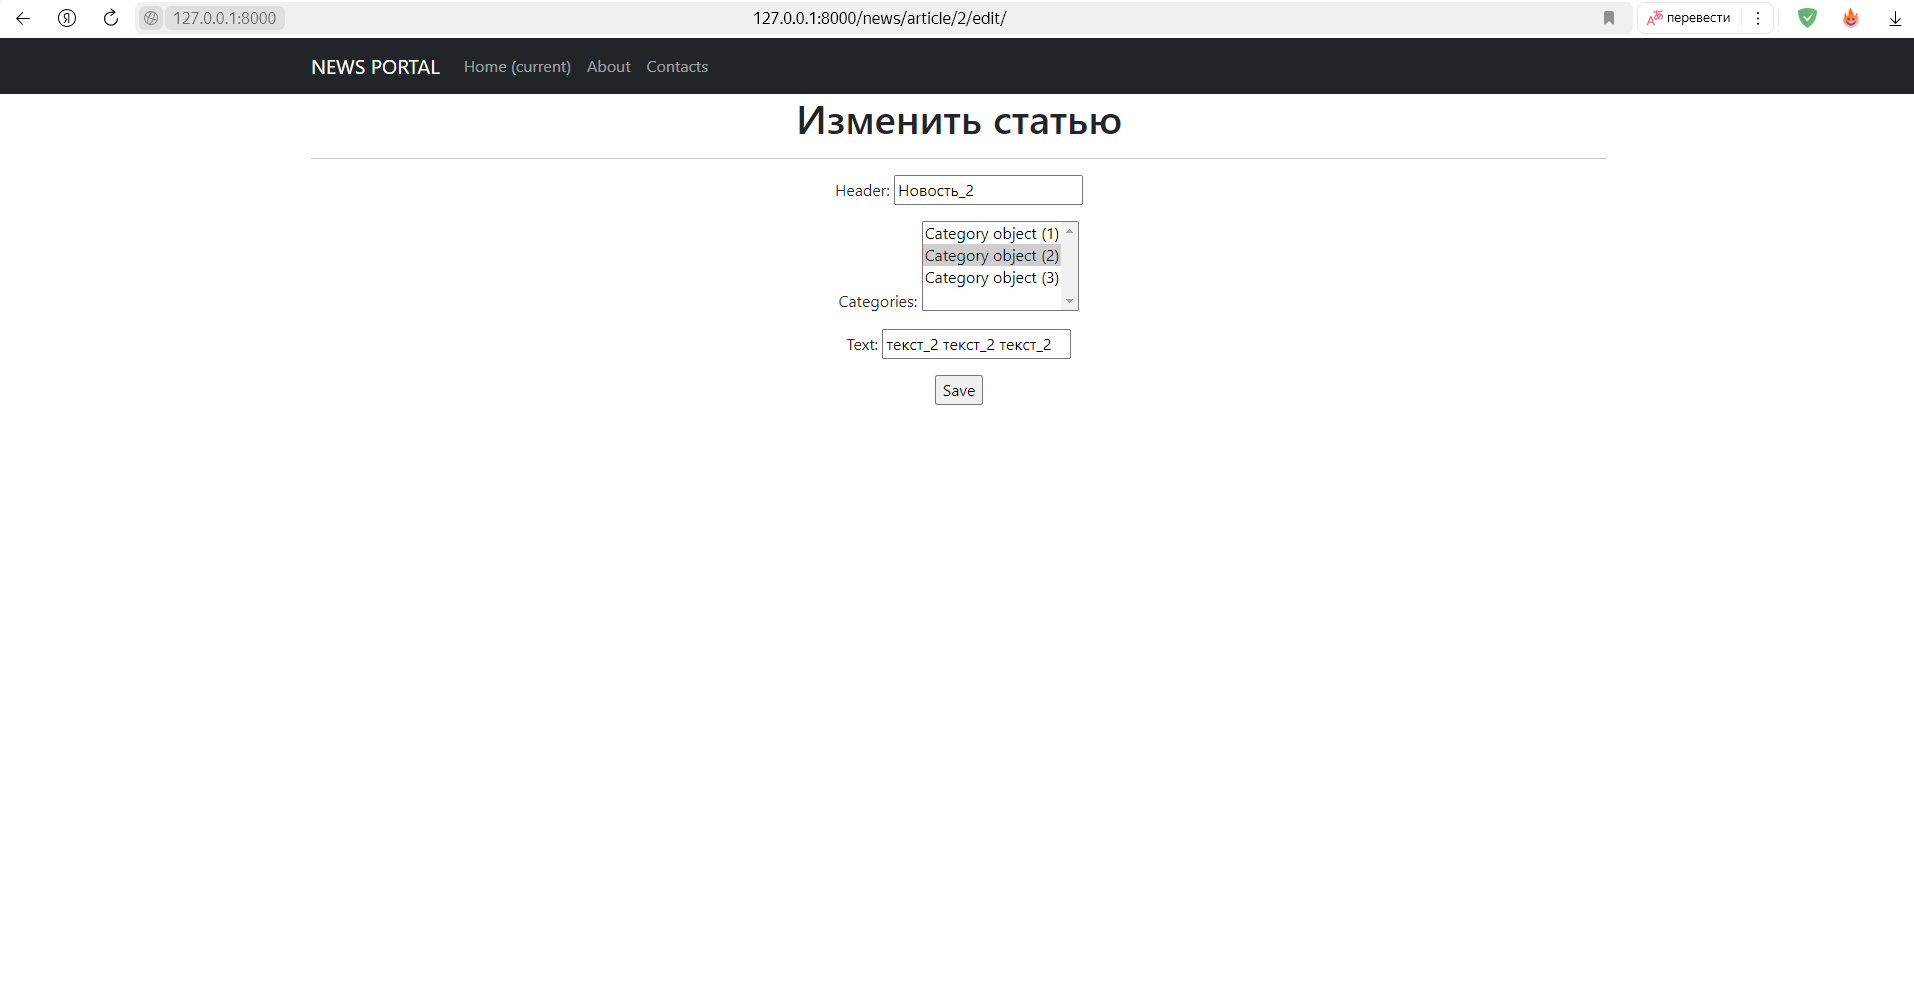 127.0.0.1:8000
127.0.0.1:8000/news/article/2/edit/
перевести
NEWS PORTAL Home (current) About Contacts
Изменить статью
Header: Новость_2
Category object (1)
Category object (2)
Category object (3)
Categories:
Text: текст_2 текст_2 текст_2
Save